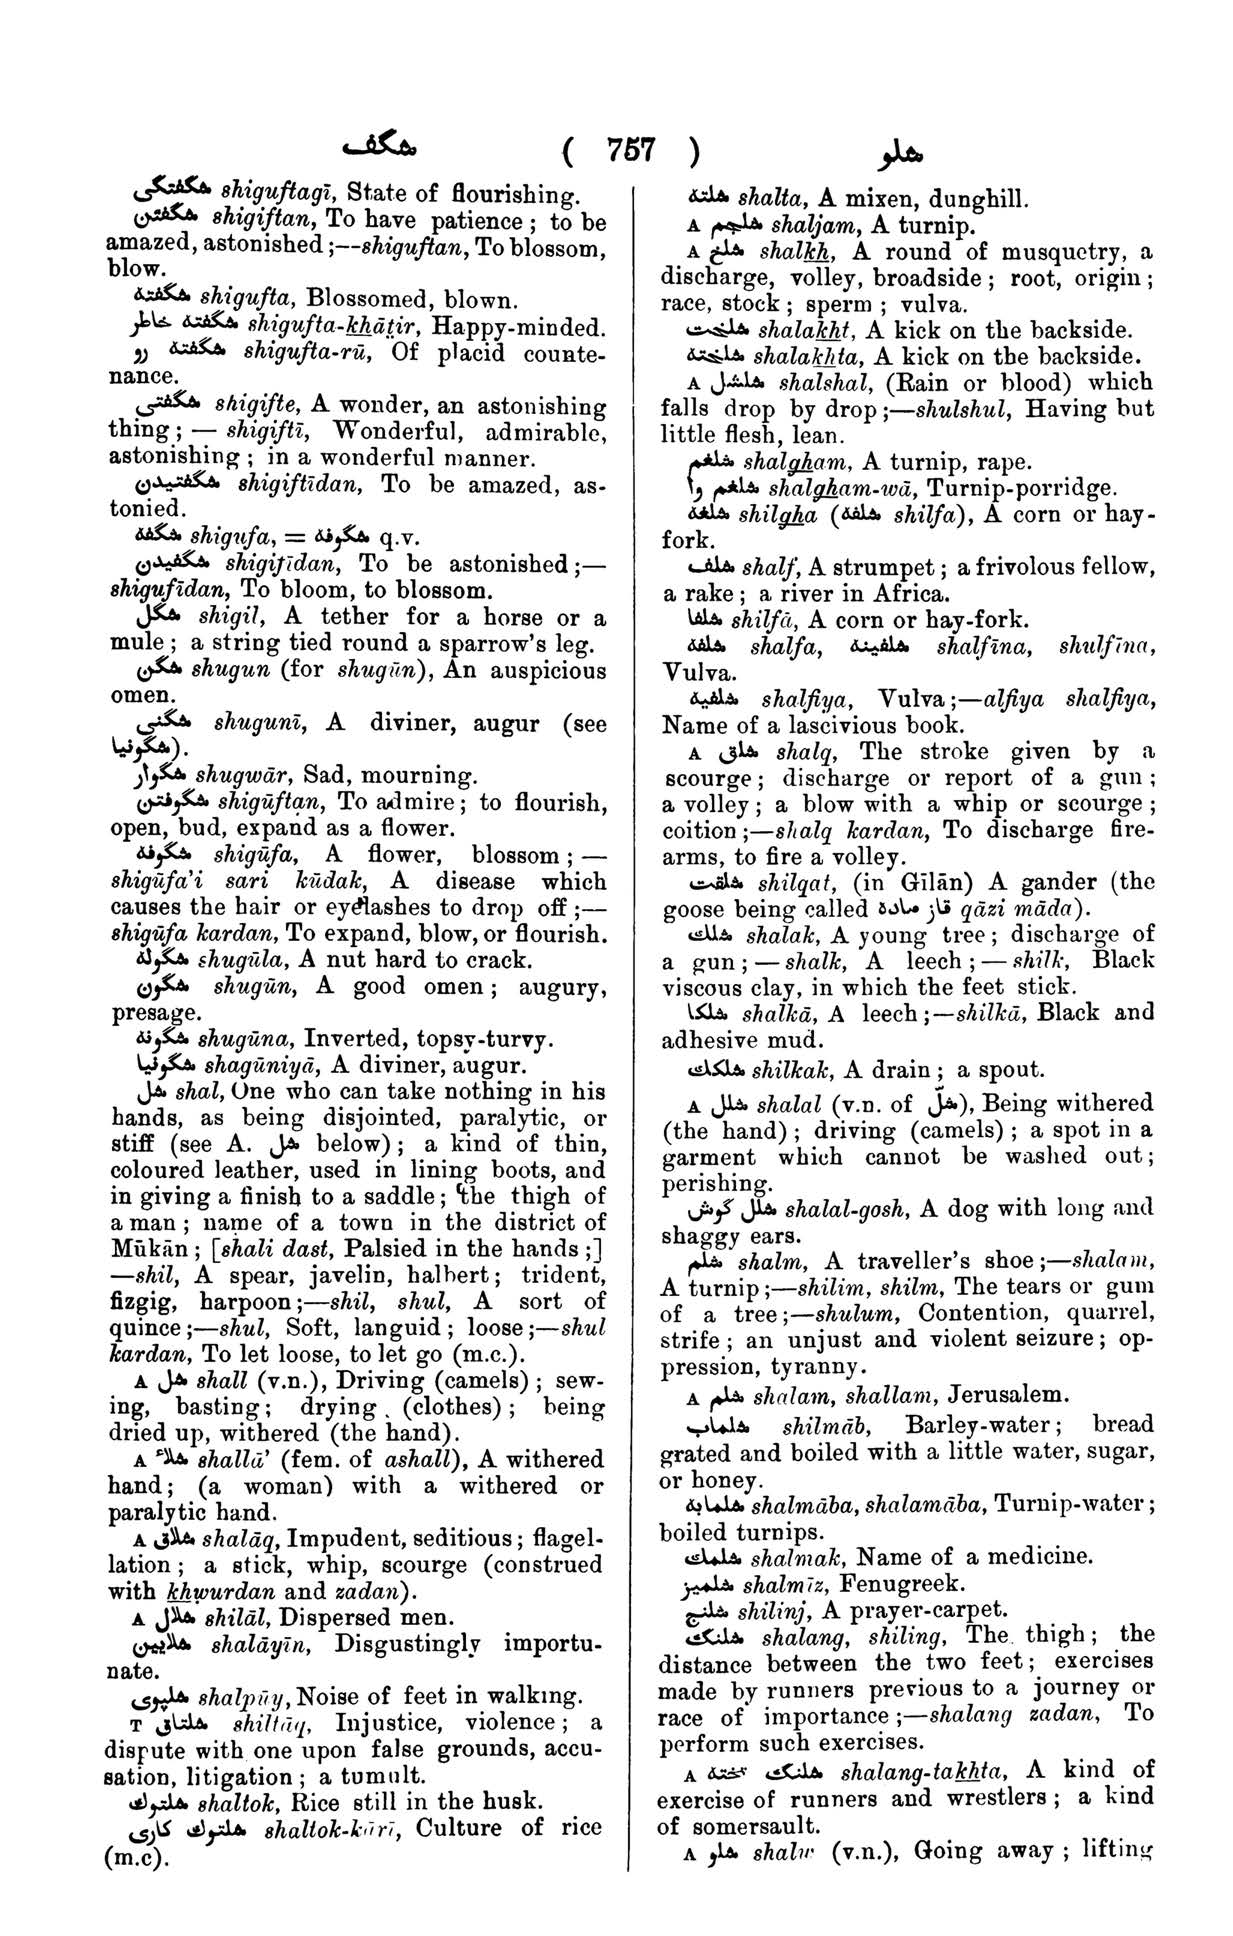 شگف ( 757 ) شلو
شگفتگی shiguftagī, State of flourishing.
شگفتن shigiftan, To have patience; to be
amazed, astonished;--shiguftan, To blossom,
blow.
شگفته shigufta, Blossomed, blown.
شگفته خاطر shigufta-khāt̤ir, Happy-minded.
شگفته رو shigufta-rū, Of placid counte-
nance.
شگفتی shigifte, A wonder, an astonishing
thing; — shigiftī, Wonderful, admirable,
astonishing; in a wonderful manner.
شگفتیدن shigiftīdan, To be amazed, as-
tonied.
شگفه shigufa, = شگوفه q.v.
شگفیدن shigifīdan, To be astonished;—
shigufīdan, To bloom, to blossom.
شگل shigil, A tether for a horse or a
mule; a string tied round a sparrow's leg.
شگن shugun (for shugūn), An auspicious
omen.
شگنی shugunī, A diviner, augur (see
شگونیا).
شگوار shugwār, Sad, mourning.
شگوفتن shigūftan, To admire; to flourish,
open, bud, expand as a flower.
شگوفه shigūfa, A flower, blossom; —
shigūfa'i sari kūdak, A disease which
causes the hair or eyelashes to drop off;—
shigūfa kardan, To expand, blow, or flourish.
شگوله shugūla, A nut hard to crack.
شگون shugūn, A good omen; augury,
presage.
شگونه shugūna, Inverted, topsy-turvy.
شگونیا shagūniyā, A diviner, augur.
شل shal, One who can take nothing in his
hands, as being disjointed, paralytic, or
stiff (see A. شل below); a kind of thin,
coloured leather, used in lining boots, and
in giving a finish to a saddle; the thigh of
a man; name of a town in the district of
Mūkān; [shali dast, Palsied in the hands;]
—shil, A spear, javelin, halbert; trident,
fizgig, harpoon;—shil, shul, A sort of
quince;—shul, Soft, languid; loose;—shul
kardan, To let loose, to let go (m.c.).
A شل shall (v.n.), Driving (camels); sew-
ing, basting; drying (clothes); being
dried up, withered (the hand).
A شلاء shallā' (fem. of ashall), A withered
hand; (a woman) with a withered or
paralytic hand.
A شلاق shalāq, Impudent, seditious; flagel-
lation; a stick, whip, scourge (construed
with khẉurdan and zadan).
A شلال shilāl, Dispersed men.
شلایین shalāyīn, Disgustingly importu-
nate.
شلپوی shalpūy, Noise of feet in walking.
T شلتاق shiltāq, Injustice, violence; a
dispute with one upon false grounds, accu-
sation, litigation; a tumult.
شلتوك shaltok, Rice still in the husk.
شلتوك کاری shaltok-kārī, Culture of rice
(m.c).
شلته shalta, A mixen, dunghill.
A شلجم shaljam, A turnip.
A شلخ shalkh, A round of musquetry, a
discharge, volley, broadside; root, origin;
race, stock; sperm; vulva.
شلخت shalakht, A kick on the backside.
شلخته shalakhta, A kick on the backside.
A شلشل shalshal, (Rain or blood) which
falls drop by drop;—shulshul, Having but
little flesh, lean.
شلغم shalgham, A turnip, rape.
شلغم وا shalgham-wā, Turnip-porridge.
شلغه shilgha (شلفه shilfa), A corn or hay-
fork.
شلف shalf, A strumpet; a frivolous fellow,
a rake; a river in Africa.
شلفا shilfā, A corn or hay-fork.
شلفه shalfa, شلفینه shalfīna, shulfīna,
Vulva.
شلفیه shalfiya, Vulva;—alfiya shalfiya,
Name of a lascivious book.
A شلق shalq, The stroke given by a
scourge; discharge or report of a gun;
a volley; a blow with a whip or scourge;
coition;—shalq kardan, To discharge fire-
arms, to fire a volley.
شلقت shilqat, (in Gīlān) A gander (the
goose being called قاز ماده qāzi māda).
شلك shalak, A young tree; discharge of
a gun; — shalk, A leech; — shilk, Black
viscous clay, in which the feet stick.
شلکا shalkā, A leech;—shilkā, Black and
adhesive mud.
شلکك shilkak, A drain; a spout.
A شلل shalal (v.n. of شلّ), Being withered
(the hand); driving (camels); a spot in a
garment which cannot be washed out;
perishing.
شلل گوش shalal-gosh, A dog with long and
shaggy ears.
شلم shalm, A traveller's shoe;—shalam,
A turnip;—shilim, shilm, The tears or gum
of a tree;—shulum, Contention, quarrel,
strife; an unjust and violent seizure; op-
pression, tyranny.
A شلم shalam, shallam, Jerusalem.
شلماب shilmāb, Barley-water; bread
grated and boiled with a little water, sugar,
or honey.
شلمابه shalmāba, shalamāba, Turnip-water;
boiled turnips.
شلمك shalmak, Name of a medicine.
شلمیز shalmīz, Fenugreek.
شلنج shilinj, A prayer-carpet.
شلنگ shalang, shiling, The thigh; the
distance between the two feet; exercises
made by runners previous to a journey or
race of importance;—shalang zadan, To
perform such exercises.
A شلنگ تخته shalang-takhta, A kind of
exercise of runners and wrestlers; a kind
of somersault.
A شلو shalw (v.n.), Going away; lifting